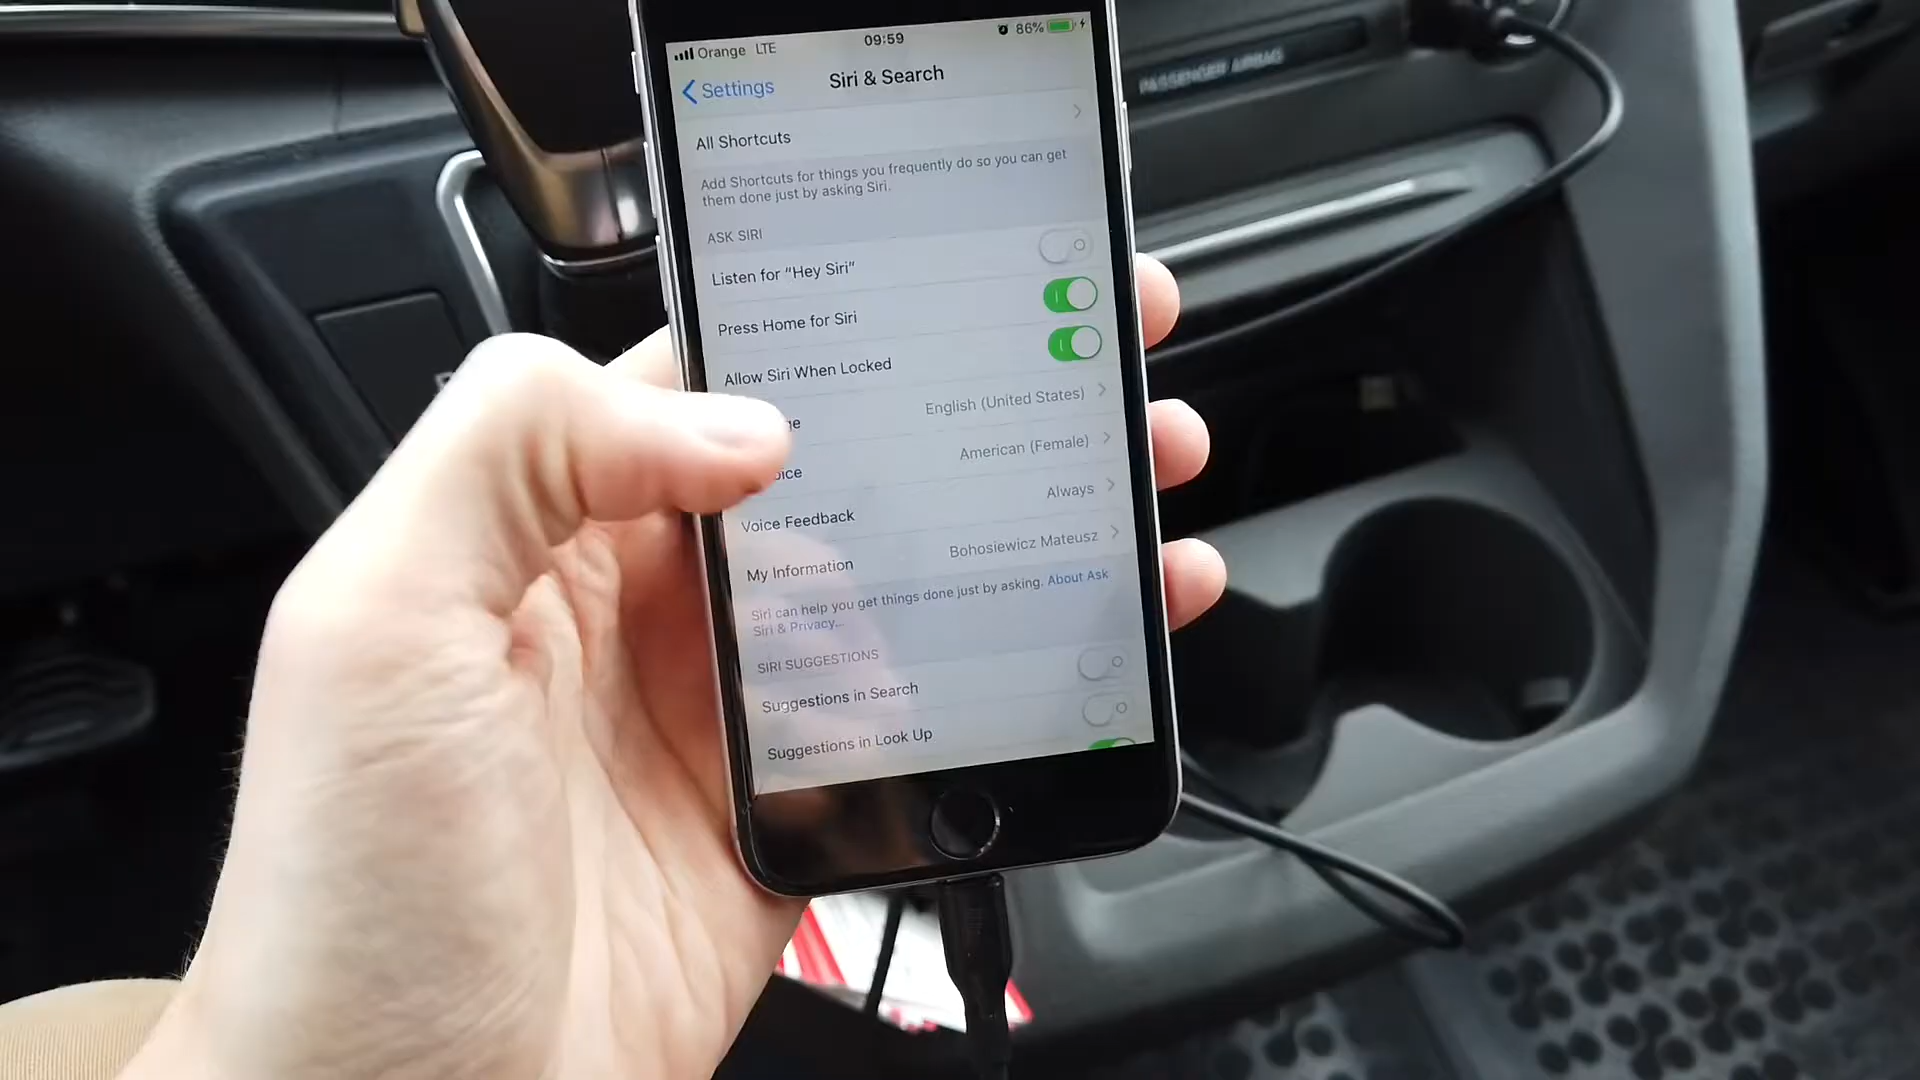 Orange LTE 09:59 86%
Settings Siri & Search
All Shortcuts
Add Shortcuts for things you frequently do so you can get
them done just by asking Siri.
ASK SIRI
Listen for “Hey Siri”
Press Home for Siri
Allow Siri When Locked
English (United States)
American (Female)
Voice Feedback Always
My Information Bohosiewicz Mateusz
Siri can help you get things done just by asking. About Ask
Siri & Privacy...
SIRI SUGGESTIONS
Suggestions in Search
Suggestions in Look Up
PASSENGER AIRBAG